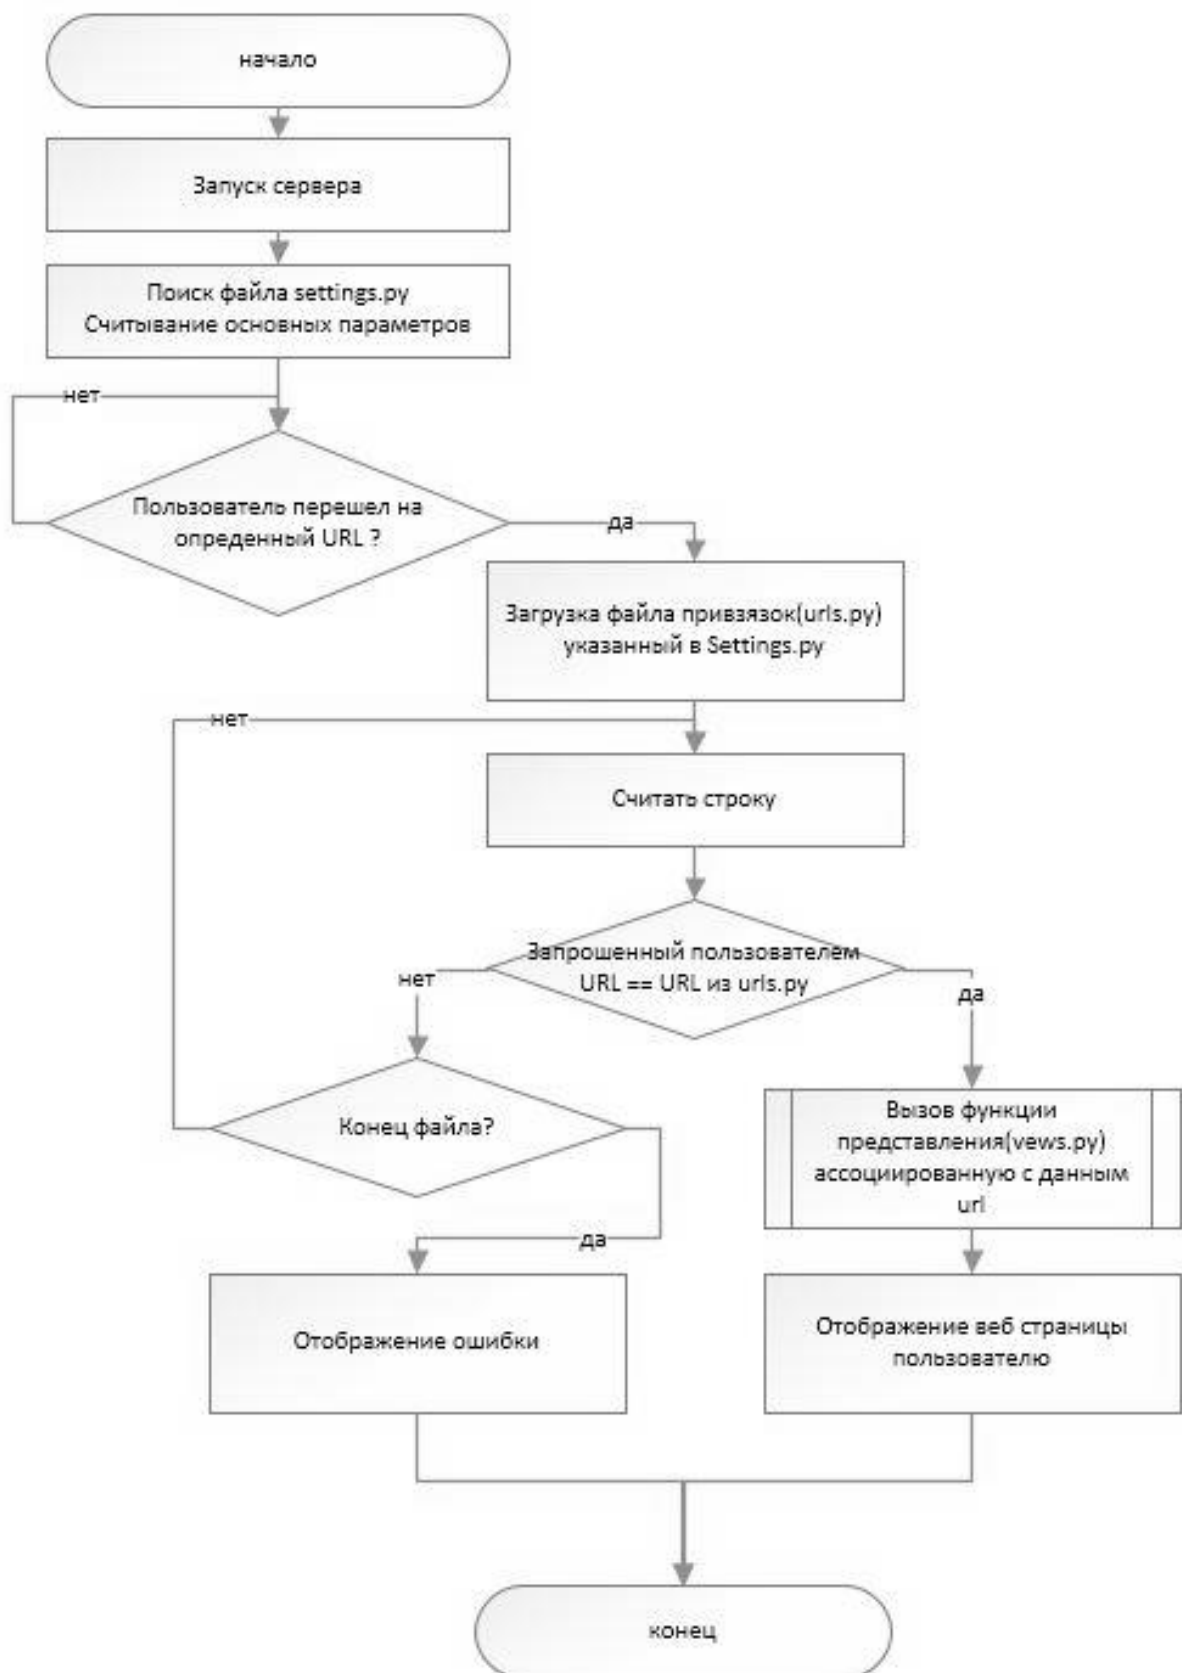 начало
Запуск сервера
Поиск файла settings.py
Считывание основных параметров
нет
Пользователь перешел на
опреденный URL ?
да
Загрузка файла привзязок(urls.py)
указанный в Settings.py
нет
Считать строку
Запрошенный пользователем
URL == URL из urls.py
нет
да
Конец файла?
Вызов функции
представления(vews.py)
ассоциированную с данным
url
да
Отображение ошибки
Отображение веб страницы
пользователю
конец